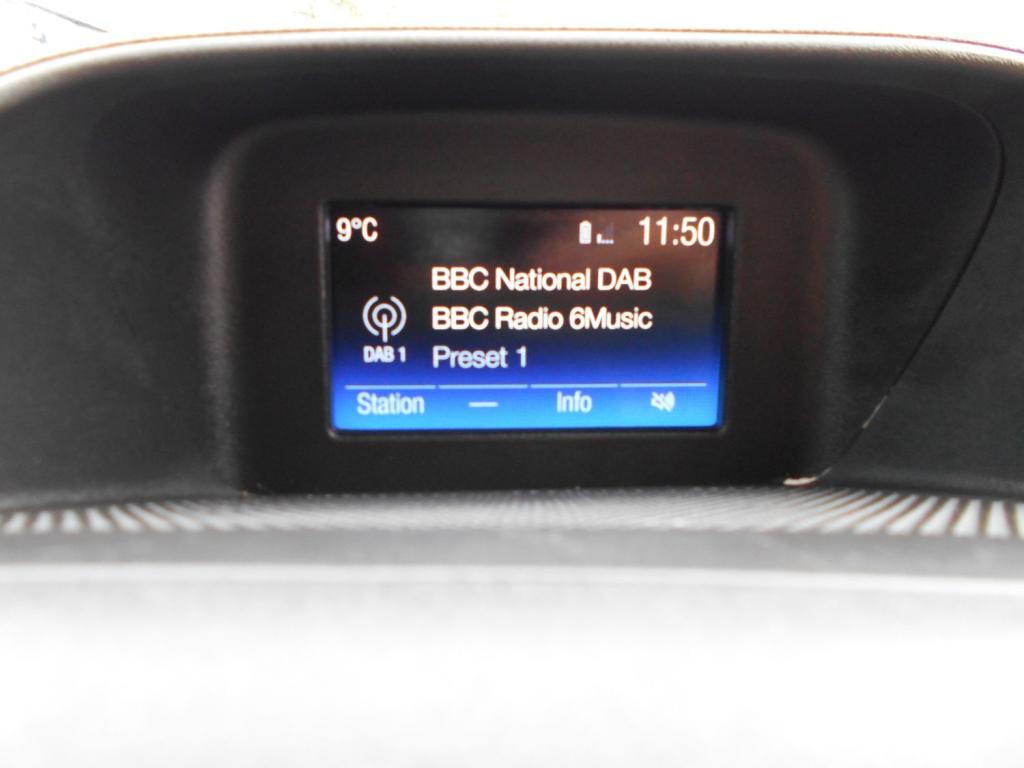 9°C 11:50
BBC National DAB
BBC Radio 6Music
DAB 1 Preset 1
Station — Info